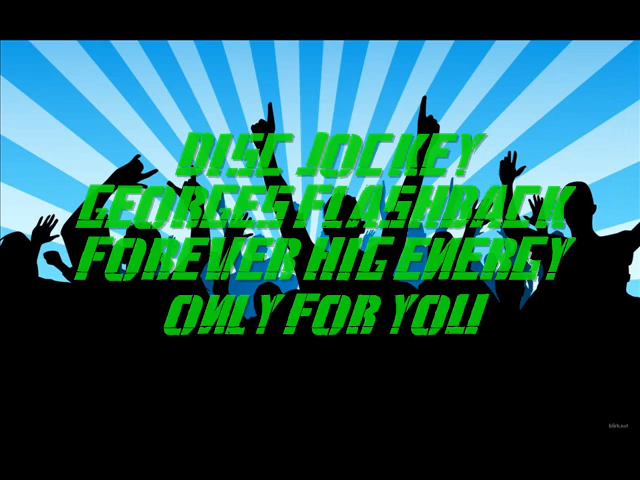 DISC JOCKEY
GEORGES FLASHBACK
FOREVER HIG ENERGY
ONLY FOR YOU